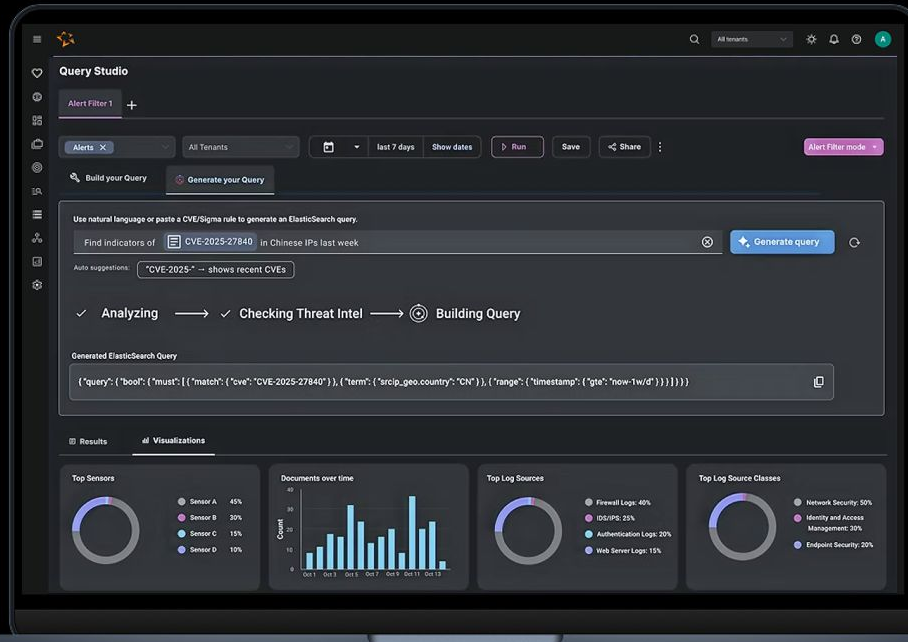 All tenants
A
Query Studio
Alert Filter 1
+
Alerts ×
All Tenants
last 7 days
Show dates
Run
Save
Share
Alert Filter mode
Build your Query
Generate your Query
Use natural language or paste a CVE/Sigma rule to generate an ElasticSearch query.
Find indicators of CVE-2025-27840 in Chinese IPs last week
Generate query
Auto suggestions:
"CVE-2025-" → shows recent CVEs
Analyzing
Checking Threat Intel
Building Query
Generated ElasticSearch Query
{ "query": { "bool": { "must": [ { "match": { "cve": "CVE-2025-27840" } }, { "term": { "srcip_geo.country": "CN" } }, { "range": { "timestamp": { "gte": "now-1w/d" } } } ] } } }
Results
Visualizations
Top Sensors
Sensor A 45%
Sensor B 30%
Sensor C 15%
Sensor D 10%
Documents over time
Count
40
30
20
10
0
Oct 1 Oct 3 Oct 5 Oct 7 Oct 9 Oct 11 Oct 13
Top Log Sources
Firewall Logs: 40%
IDS/IPS: 25%
Authentication Logs: 20%
Web Server Logs: 15%
Top Log Source Classes
Network Security: 50%
Identity and Access
Management: 30%
Endpoint Security: 20%